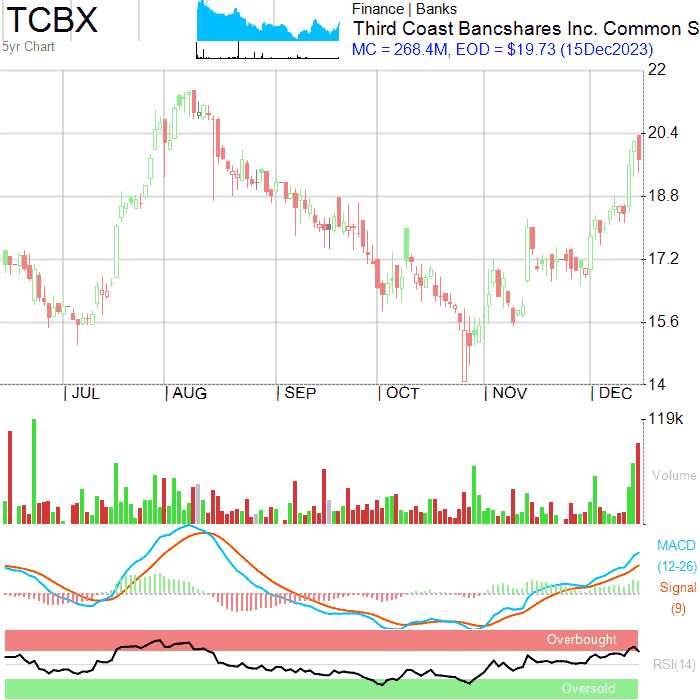 TCBX
5yr Chart
Finance | Banks
Third Coast Bancshares Inc. Common S
MC = 268.4M, EOD = $19.73 (15Dec2023)
22
20.4
18.8
17.2
15.6
14
JUL AUG SEP OCT NOV DEC
119k
Volume
MACD
(12-26)
Signal
(9)
Overbought
RSI(14)
Oversold